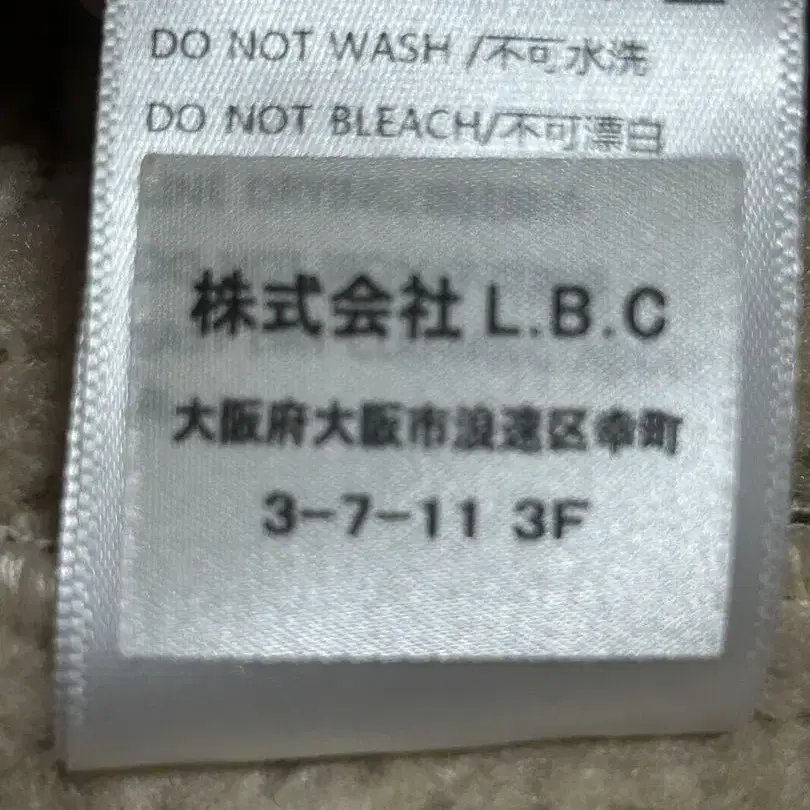 DO NOT WASH /不可水洗
DO NOT BLEACH/不可漂白
株式会社 L.B.C
大阪府大阪市浪速区幸町
3-7-11 3F